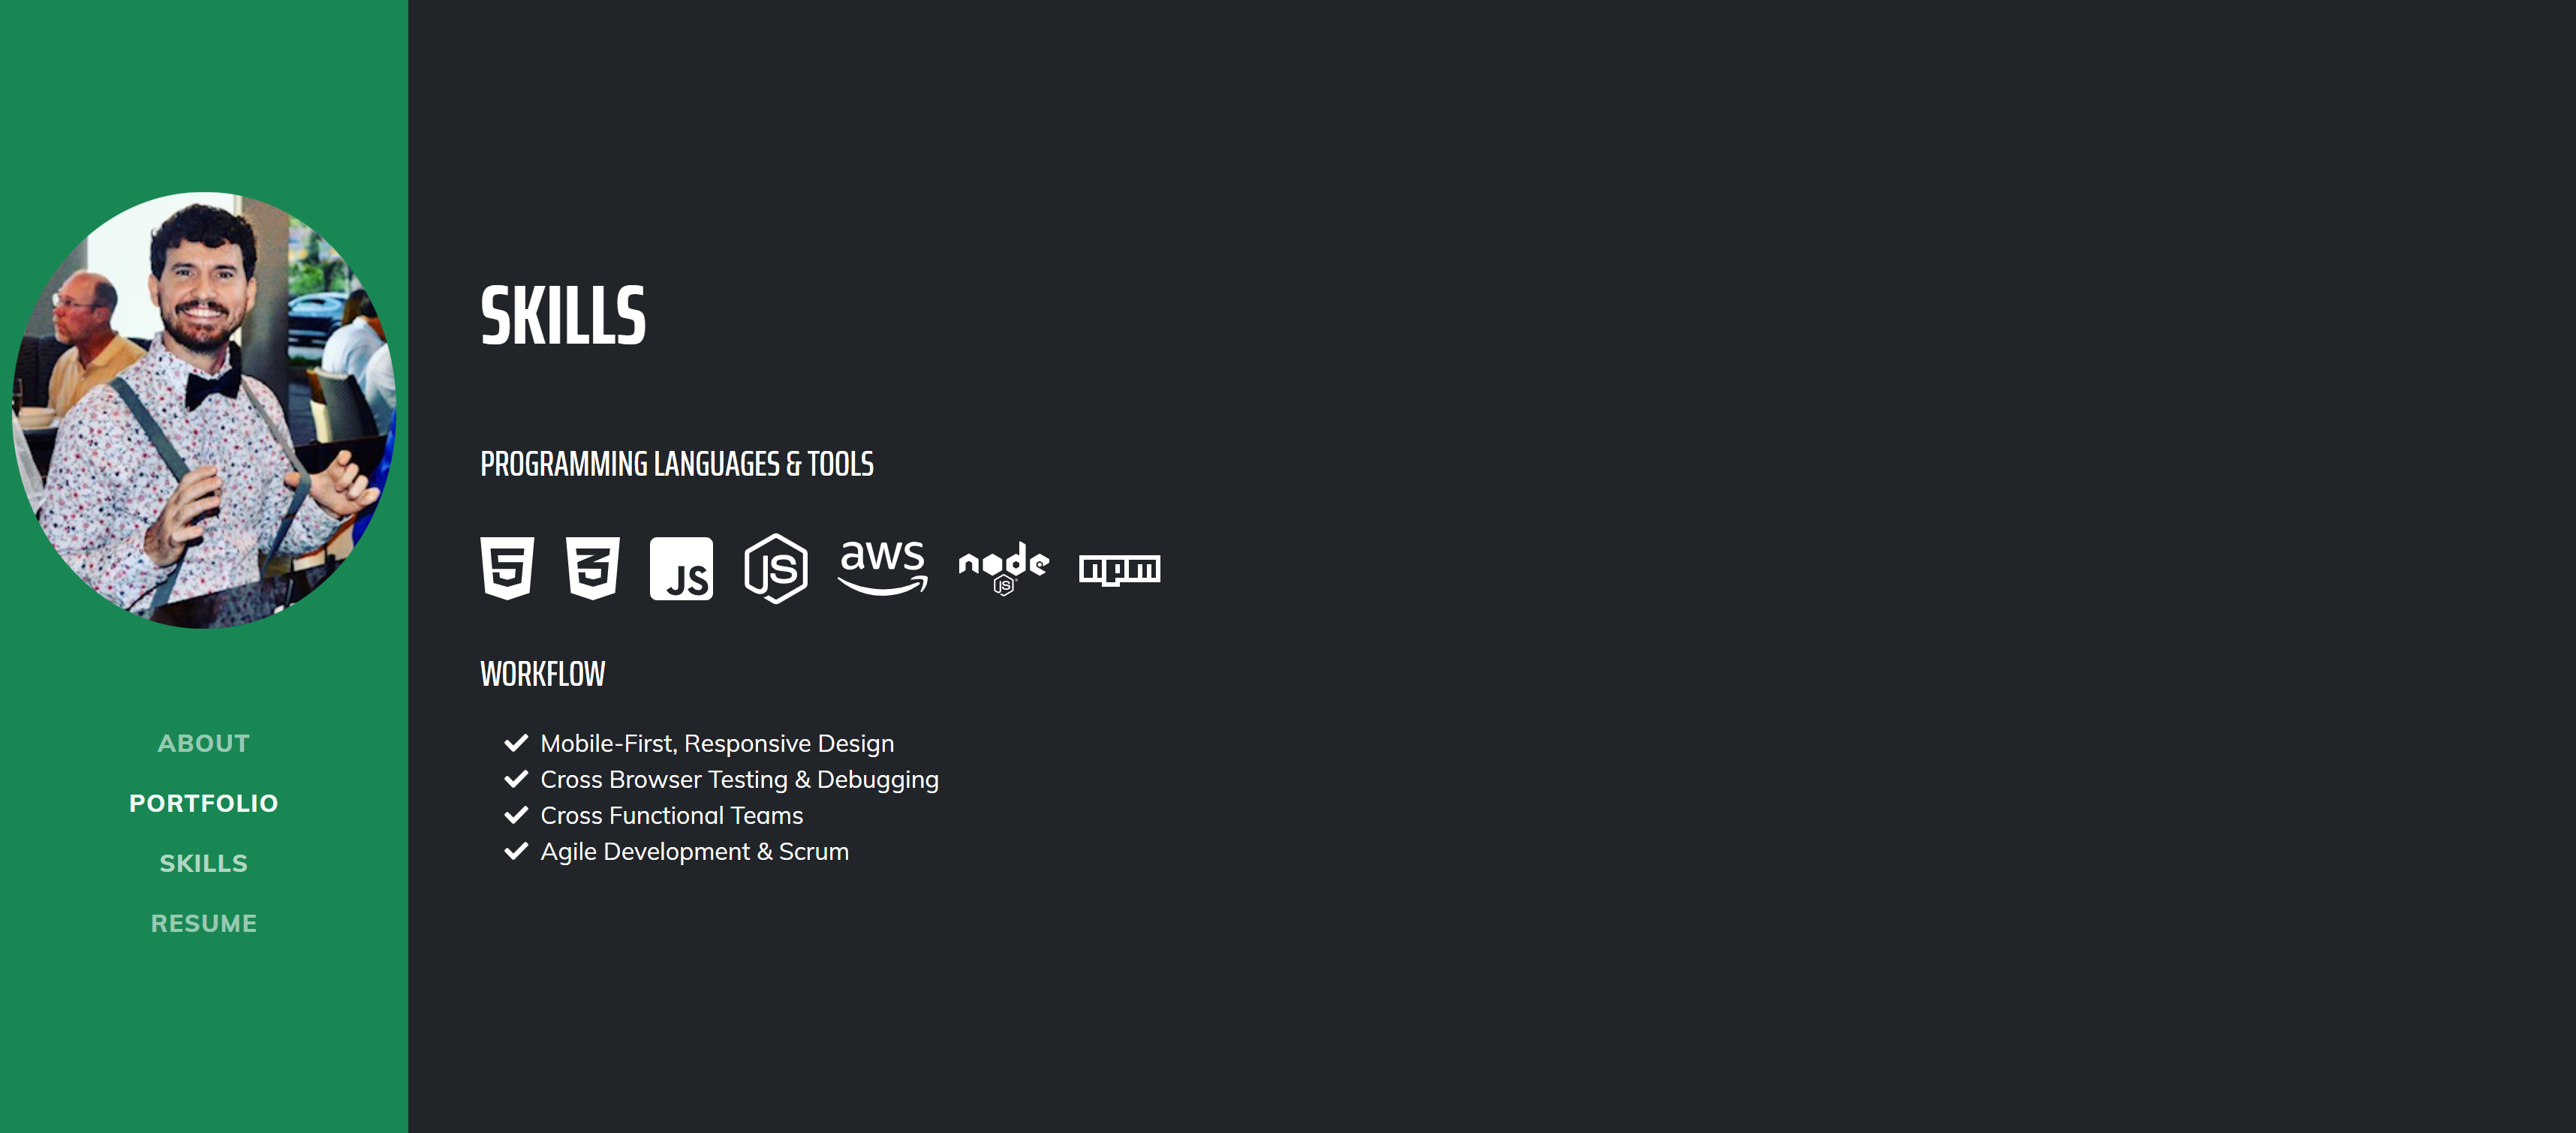 ABOUT
PORTFOLIO
SKILLS
RESUME
SKILLS
PROGRAMMING LANGUAGES & TOOLS
5 3 JS JS aws node JS npm
WORKFLOW
Mobile-First, Responsive Design
Cross Browser Testing & Debugging
Cross Functional Teams
Agile Development & Scrum